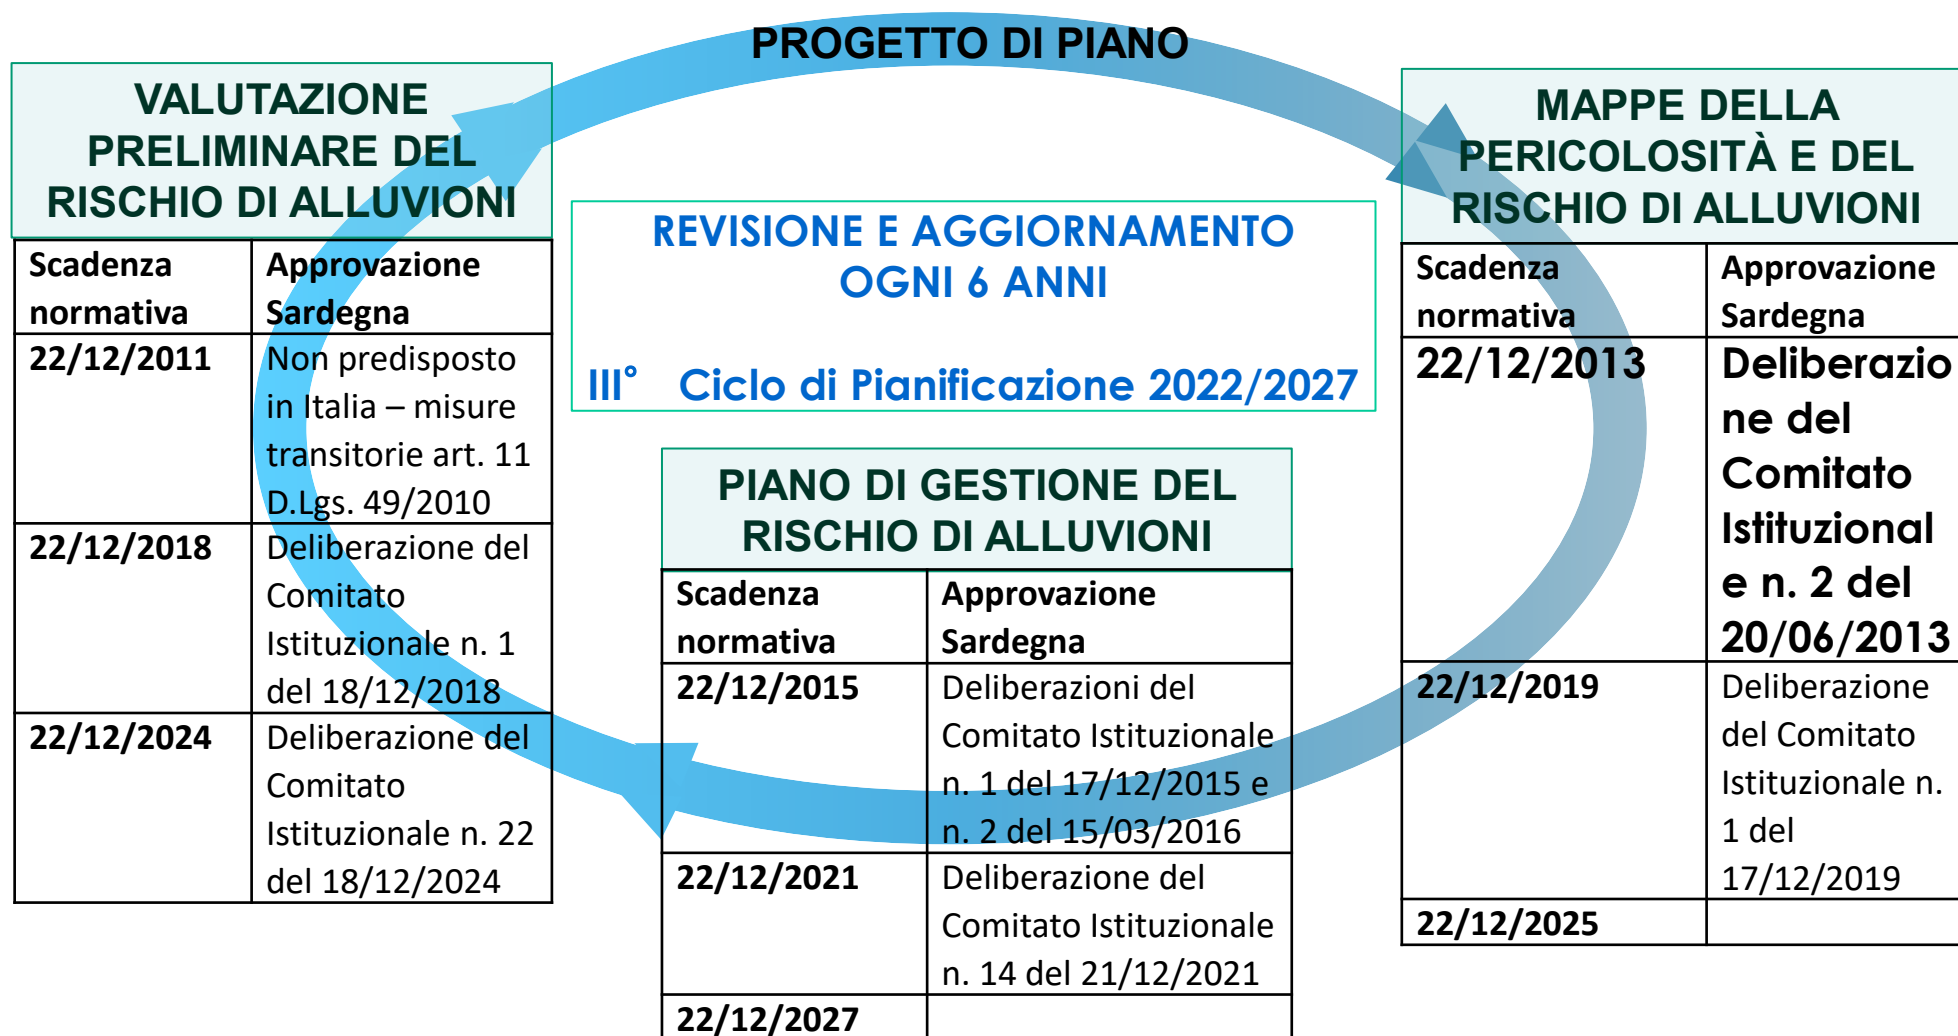 PROGETTO DI PIANO
VALUTAZIONE
PRELIMINARE DEL
RISCHIO DI ALLUVIONI
Scadenza
normativa
Approvazione
Sardegna
22/12/2011
Non predisposto
in Italia – misure
transitorie art. 11
D.Lgs. 49/2010
22/12/2018
Deliberazione del
Comitato
Istituzionale n. 1
del 18/12/2018
22/12/2024
Deliberazione del
Comitato
Istituzionale n. 22
del 18/12/2024
REVISIONE E AGGIORNAMENTO
OGNI 6 ANNI
III° Ciclo di Pianificazione 2022/2027
PIANO DI GESTIONE DEL
RISCHIO DI ALLUVIONI
Scadenza
normativa
Approvazione
Sardegna
22/12/2015
Deliberazioni del
Comitato Istituzionale
n. 1 del 17/12/2015 e
n. 2 del 15/03/2016
22/12/2021
Deliberazione del
Comitato Istituzionale
n. 14 del 21/12/2021
22/12/2027
MAPPE DELLA
PERICOLOSITÀ E DEL
RISCHIO DI ALLUVIONI
Scadenza
normativa
Approvazione
Sardegna
22/12/2013
Deliberazio
ne del
Comitato
Istituzional
e n. 2 del
20/06/2013
22/12/2019
Deliberazione
del Comitato
Istituzionale n.
1 del
17/12/2019
22/12/2025